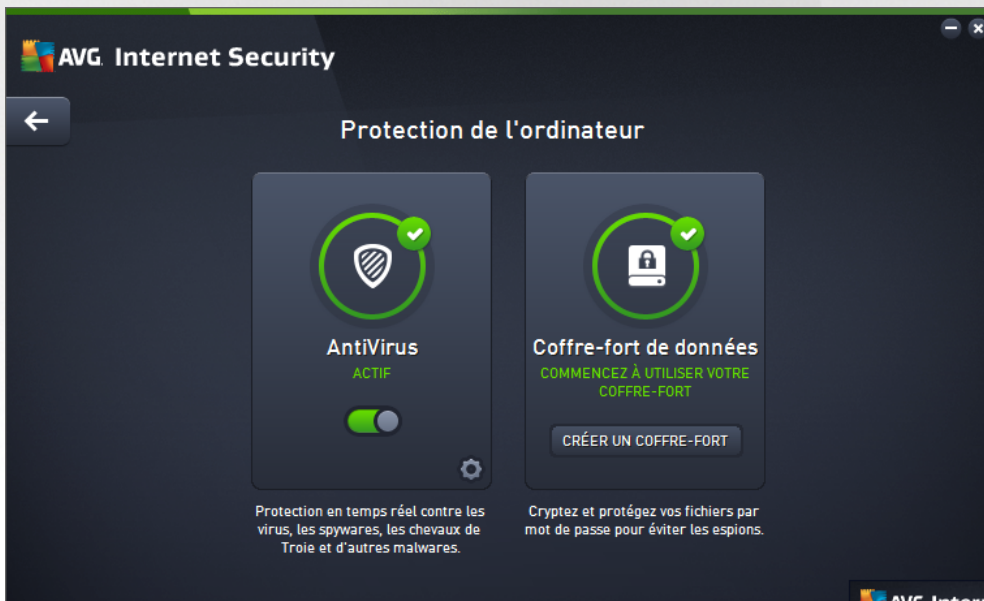 AVG. Internet Security
Protection de l'ordinateur
AntiVirus
ACTIF
Protection en temps réel contre les
virus, les spywares, les chevaux de
Troie et d'autres malwares.
Coffre-fort de données
COMMENCEZ À UTILISER VOTRE
COFFRE-FORT
CRÉER UN COFFRE-FORT
Cryptez et protégez vos fichiers par
mot de passe pour éviter les espions.
AVG